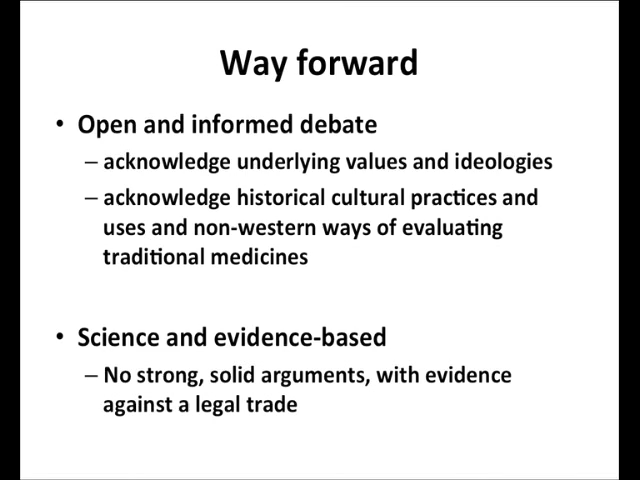 Way forward
• Open and informed debate
– acknowledge underlying values and ideologies
– acknowledge historical cultural practices and
uses and non-western ways of evaluating
traditional medicines
• Science and evidence-based
– No strong, solid arguments, with evidence
against a legal trade